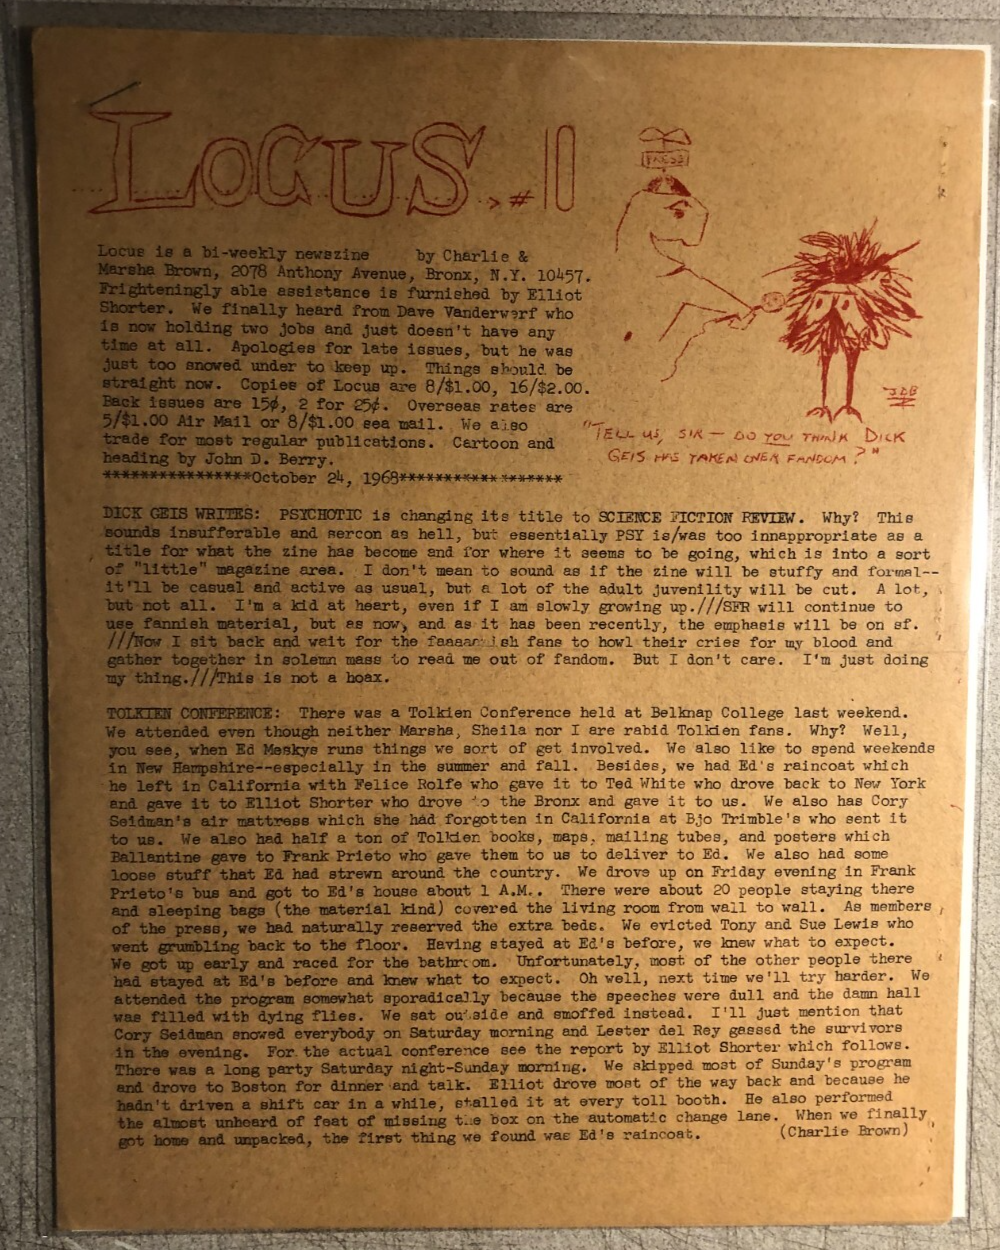 LOCUS #1
PRESS
Locus is a bi-weekly newszine by Charlie &
Marsha Brown, 2078 Anthony Avenue, Bronx, N.Y. 10457.
Frighteningly able assistance is furnished by Elliot
Shorter. We finally heard from Dave Vanderwerf who
is now holding two jobs and just doesn't have any
time at all. Apologies for late issues, but he was
just too snowed under to keep up. Things should be
straight now. Copies of Locus are 8/$1.00, 16/$2.00.
Back issues are 15¢, 2 for 25¢. Overseas rates are
5/$1.00 Air Mail or 8/$1.00 sea mail. We also
trade for most regular publications. Cartoon and
heading by John D. Berry.
JDB
"TELL US, SIR — DO YOU THINK DICK
GEIS HAS TAKEN OVER FANDOM?"
****************October 24, 1968******************
DICK GEIS WRITES: PSYCHOTIC is changing its title to SCIENCE FICTION REVIEW. Why? This
sounds insufferable and sercon as hell, but essentially PSY is/was too innappropriate as a
title for what the zine has become and for where it seems to be going, which is into a sort
of "little" magazine area. I don't mean to sound as if the zine will be stuffy and formal--
it'll be casual and active as usual, but a lot of the adult juvenility will be cut. A lot,
but not all. I'm a kid at heart, even if I am slowly growing up.///SFR will continue to
use fannish material, but as now, and as it has been recently, the emphasis will be on sf.
///Now I sit back and wait for the fans to howl their cries for my blood and
gather together in solemn mass to read me out of fandom. But I don't care. I'm just doing
my thing.///This is not a hoax.
TOLKIEN CONFERENCE: There was a Tolkien Conference held at Belknap College last weekend.
We attended even though neither Marsha, Sheila nor I are rabid Tolkien fans. Why? Well,
you see, when Ed Meskys runs things we sort of get involved. We also like to spend weekends
in New Hampshire--especially in the summer and fall. Besides, we had Ed's raincoat which
he left in California with Felice Rolfe who gave it to Ted White who drove back to New York
and gave it to Elliot Shorter who drove to the Bronx and gave it to us. We also has Cory
Seidman's air mattress which she had forgotten in California at Bjo Trimble's who sent it
to us. We also had half a ton of Tolkien books, maps, mailing tubes, and posters which
Ballantine gave to Frank Prieto who gave them to us to deliver to Ed. We also had some
loose stuff that Ed had strewn around the country. We drove up on Friday evening in Frank
Prieto's bus and got to Ed's house about 1 A.M.. There were about 20 people staying there
and sleeping bags (the material kind) covered the living room from wall to wall. As members
of the press, we had naturally reserved the extra beds. We evicted Tony and Sue Lewis who
went grumbling back to the floor. Having stayed at Ed's before, we knew what to expect.
We got up early and raced for the bathroom. Unfortunately, most of the other people there
had stayed at Ed's before and knew what to expect. Oh well, next time we'll try harder. We
attended the program somewhat sporadically because the speeches were dull and the damn hall
was filled with dying flies. We sat outside and smoffed instead. I'll just mention that
Cory Seidman snowed everybody on Saturday morning and Lester del Rey gassed the survivors
in the evening. For the actual conference see the report by Elliot Shorter which follows.
There was a long party Saturday night-Sunday morning. We skipped most of Sunday's program
and drove to Boston for dinner and talk. Elliot drove most of the way back and because he
hadn't driven a shift car in a while, stalled it at every toll booth. He also performed
the almost unheard of feat of missing the box on the automatic change lane. When we finally
got home and unpacked, the first thing we found was Ed's raincoat. (Charlie Brown)